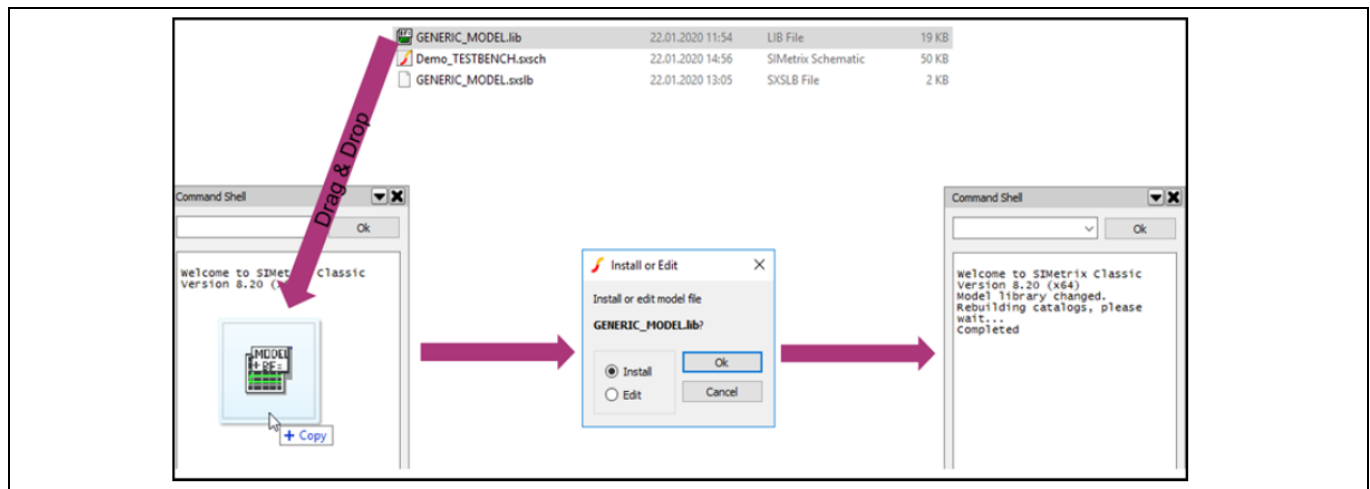 GENERIC_MODEL.lib 22.01.2020 11:54 LIB File 19 KB
Demo_TESTBENCH.sxsch 22.01.2020 14:56 SIMetrix Schematic 50 KB
GENERIC_MODEL.sxslb 22.01.2020 13:05 SXSLB File 2 KB
Drag & Drop
Command Shell
Ok
Welcome to SIMet Classic
Version 8.20 (x
MODEL
+ BF=
+ Copy
Install or Edit
Install or edit model file
GENERIC_MODEL.lib?
Install
Edit
Ok
Cancel
Command Shell
Ok
Welcome to SIMetrix Classic
Version 8.20 (x64)
Model library changed.
Rebuilding catalogs, please
wait...
Completed